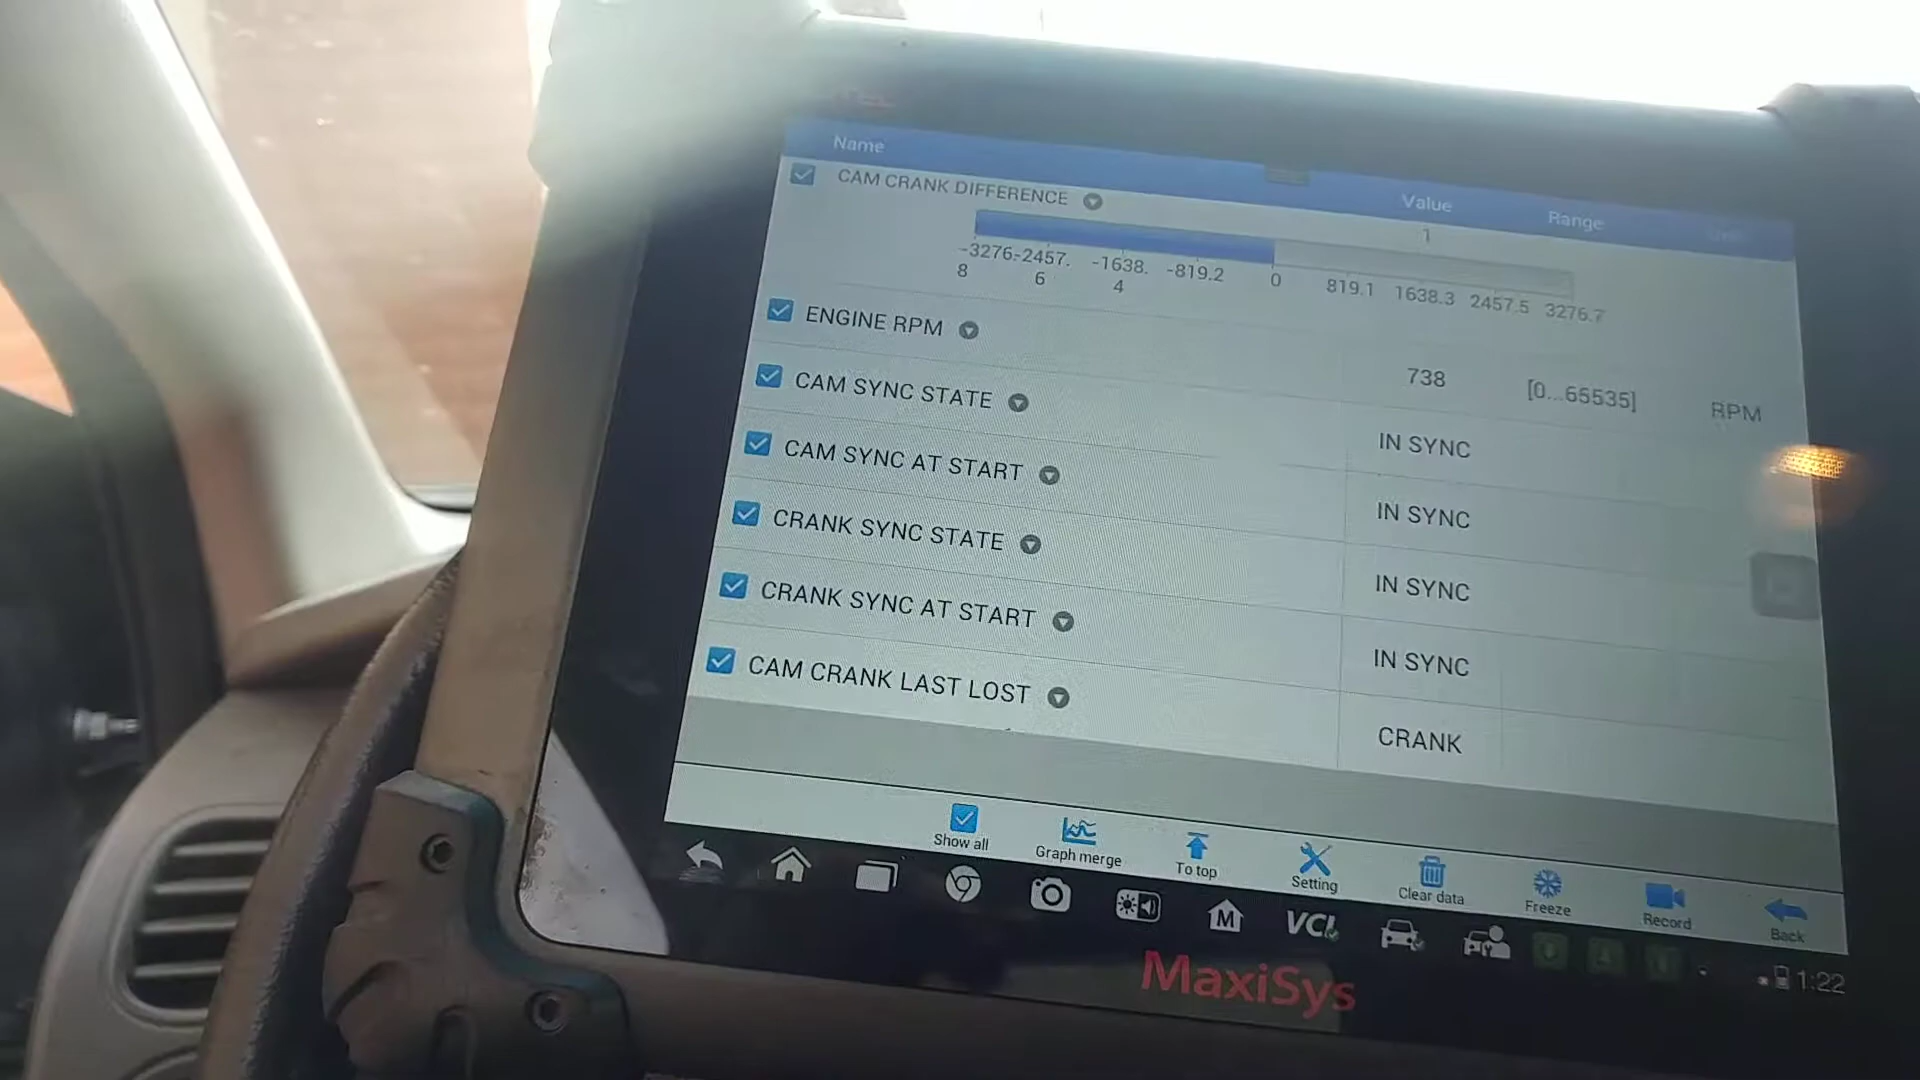 Name Value Range
CAM CRANK DIFFERENCE 1
-3276. -2457. -1638. -819.2 0 819.1 1638.3 2457.5 3276.7
8 6 4
ENGINE RPM 738 [0...65535] RPM
CAM SYNC STATE IN SYNC
CAM SYNC AT START IN SYNC
CRANK SYNC STATE IN SYNC
CRANK SYNC AT START IN SYNC
CAM CRANK LAST LOST CRANK
Show all Graph merge To top Setting Clear data Freeze Record Back
M VCI 1:22
MaxiSys